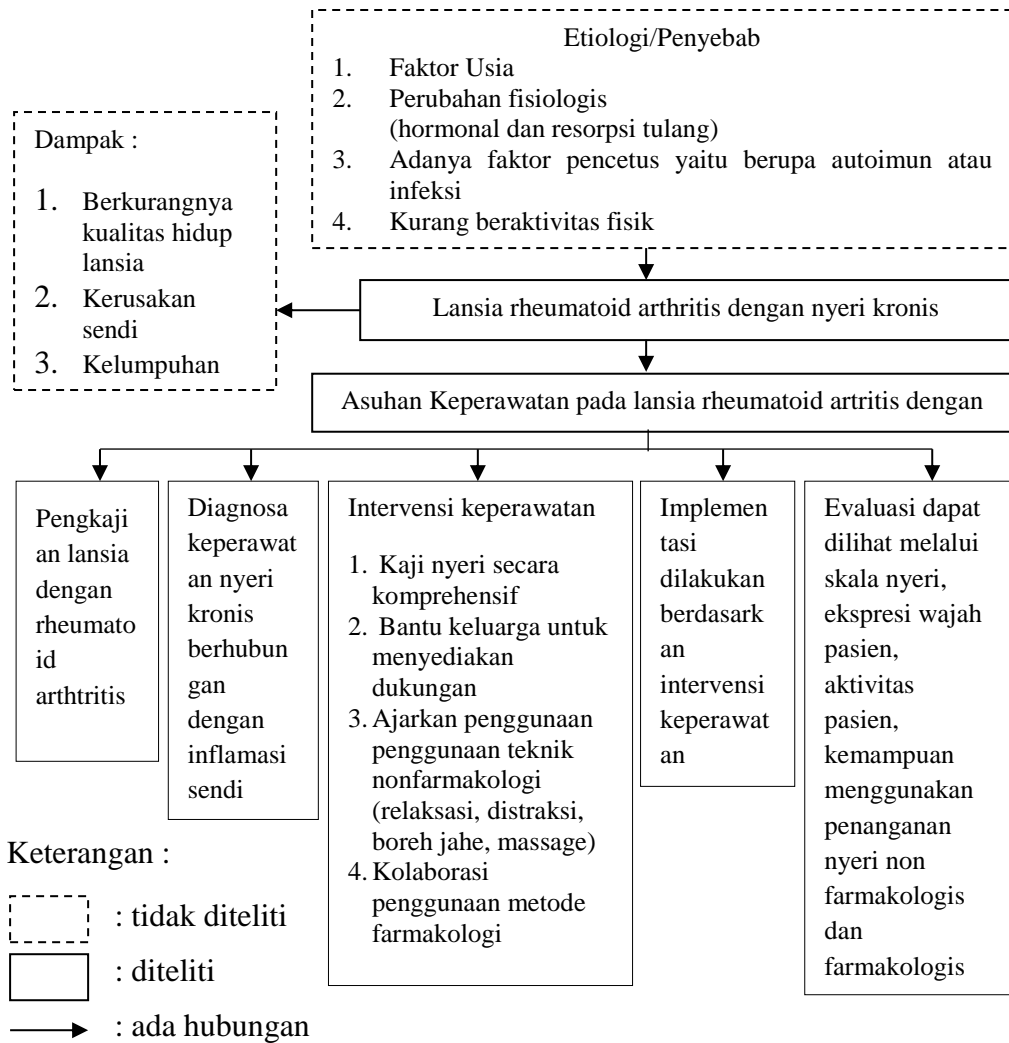 Etiologi/Penyebab
1. Faktor Usia
2. Perubahan fisiologis
(hormonal dan resorpsi tulang)
3. Adanya faktor pencetus yaitu berupa autoimun atau
infeksi
4. Kurang beraktivitas fisik
Dampak :
1. Berkurangnya
kualitas hidup
lansia
2. Kerusakan
sendi
3. Kelumpuhan
Lansia rheumatoid arthritis dengan nyeri kronis
Asuhan Keperawatan pada lansia rheumatoid artritis dengan
Pengkaji
an lansia
dengan
rheumato
id
arthtritis
Diagnosa
keperawat
an nyeri
kronis
berhubun
gan
dengan
inflamasi
sendi
Intervensi keperawatan
1. Kaji nyeri secara
komprehensif
2. Bantu keluarga untuk
menyediakan
dukungan
3. Ajarkan penggunaan
penggunaan teknik
nonfarmakologi
(relaksasi, distraksi,
boreh jahe, massage)
4. Kolaborasi
penggunaan metode
farmakologi
Implemen
tasi
dilakukan
berdasark
an
intervensi
keperawat
an
Evaluasi dapat
dilihat melalui
skala nyeri,
ekspresi wajah
pasien,
aktivitas
pasien,
kemampuan
menggunakan
penanganan
nyeri non
farmakologis
dan
farmakologis
Keterangan :
: tidak diteliti
: diteliti
: ada hubungan